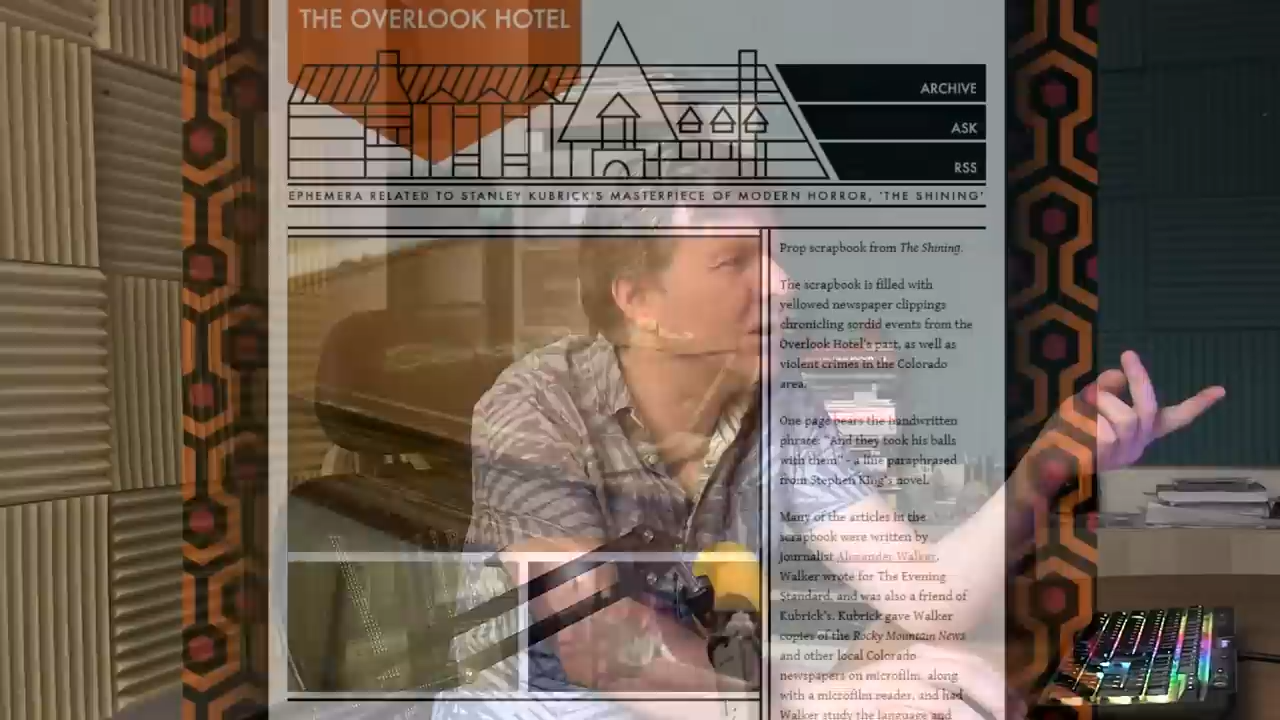 THE OVERLOOK HOTEL
ARCHIVE
ASK
RSS
EPHEMERA RELATED TO STANLEY KUBRICK'S MASTERPIECE OF MODERN HORROR, 'THE SHINING'
Prop scrapbook from The Shining.
The scrapbook is filled with
yellowed newspaper clippings
chronicling sordid events from the
Overlook Hotel's past, as well as
violent crimes in the Colorado
area.
One page bears the handwritten
phrase: "And they took his balls
with them" - a line paraphrased
from Stephen King's novel.
Many of the articles in the
scrapbook were written by
journalist Alexander Walker.
Walker wrote for The Evening
Standard, and was also a friend of
Kubrick's. Kubrick gave Walker
copies of the Rocky Mountain News
and other local Colorado
newspapers on microfilm, along
with a microfilm reader, and had
Walker study the language and